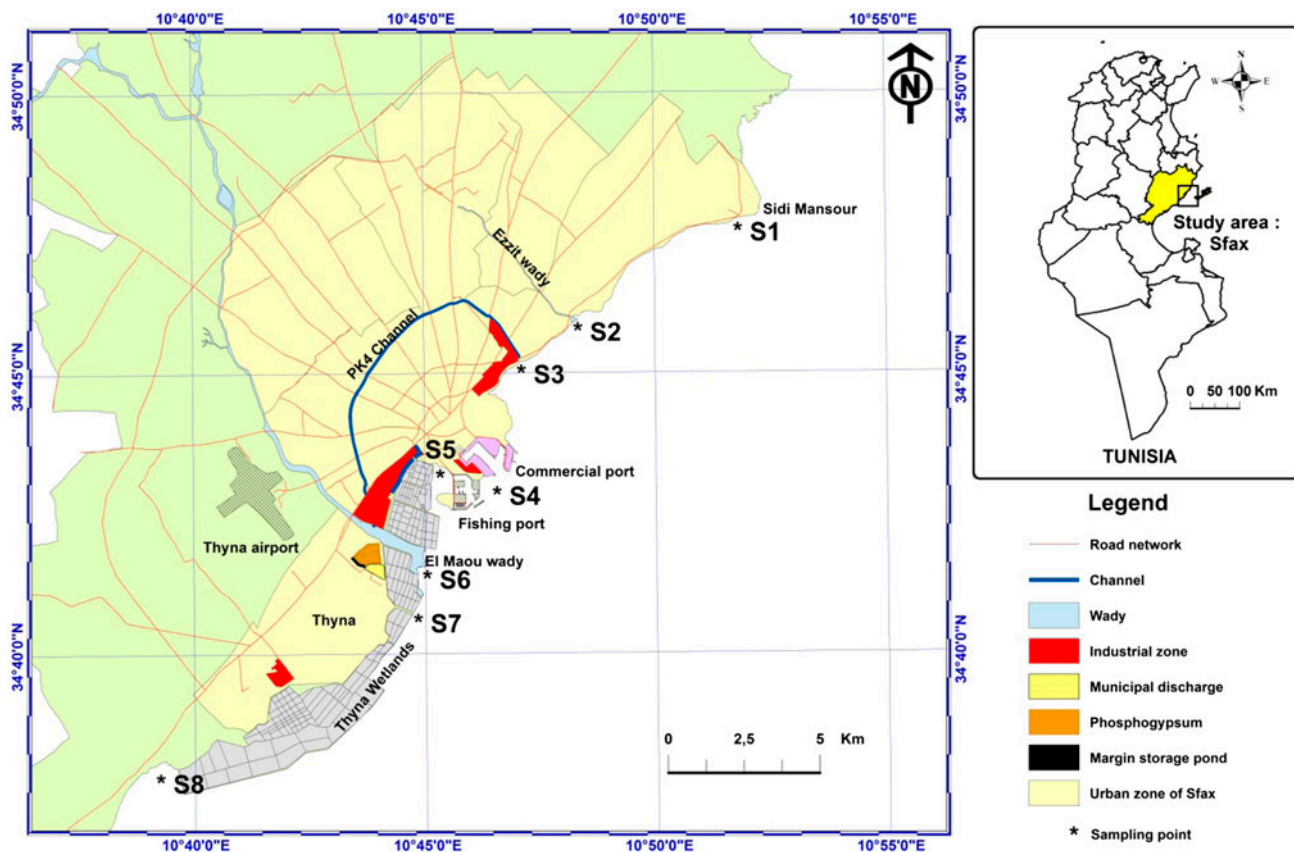 10°40'0"E
10°45'0"E
10°50'0"E
10°55'0"E
34°50'0"N
34°50'0"N
N
Sidi Mansour
* S1
Ezzit wady
* S2
PK4 Channel
34°45'0"N
34°45'0"N
* S3
S5
*
Commercial port
* S4
Fishing port
Thyna airport
El Maou wady
* S6
Thyna
* S7
34°40'0"N
34°40'0"N
Thyna Wetlands
0 2,5 5 Km
* S8
10°40'0"E
10°45'0"E
10°50'0"E
10°55'0"E
N
W E
S
Study area :
Sfax
0 50 100 Km
TUNISIA
Legend
Road network
Channel
Wady
Industrial zone
Municipal discharge
Phosphogypsum
Margin storage pond
Urban zone of Sfax
* Sampling point